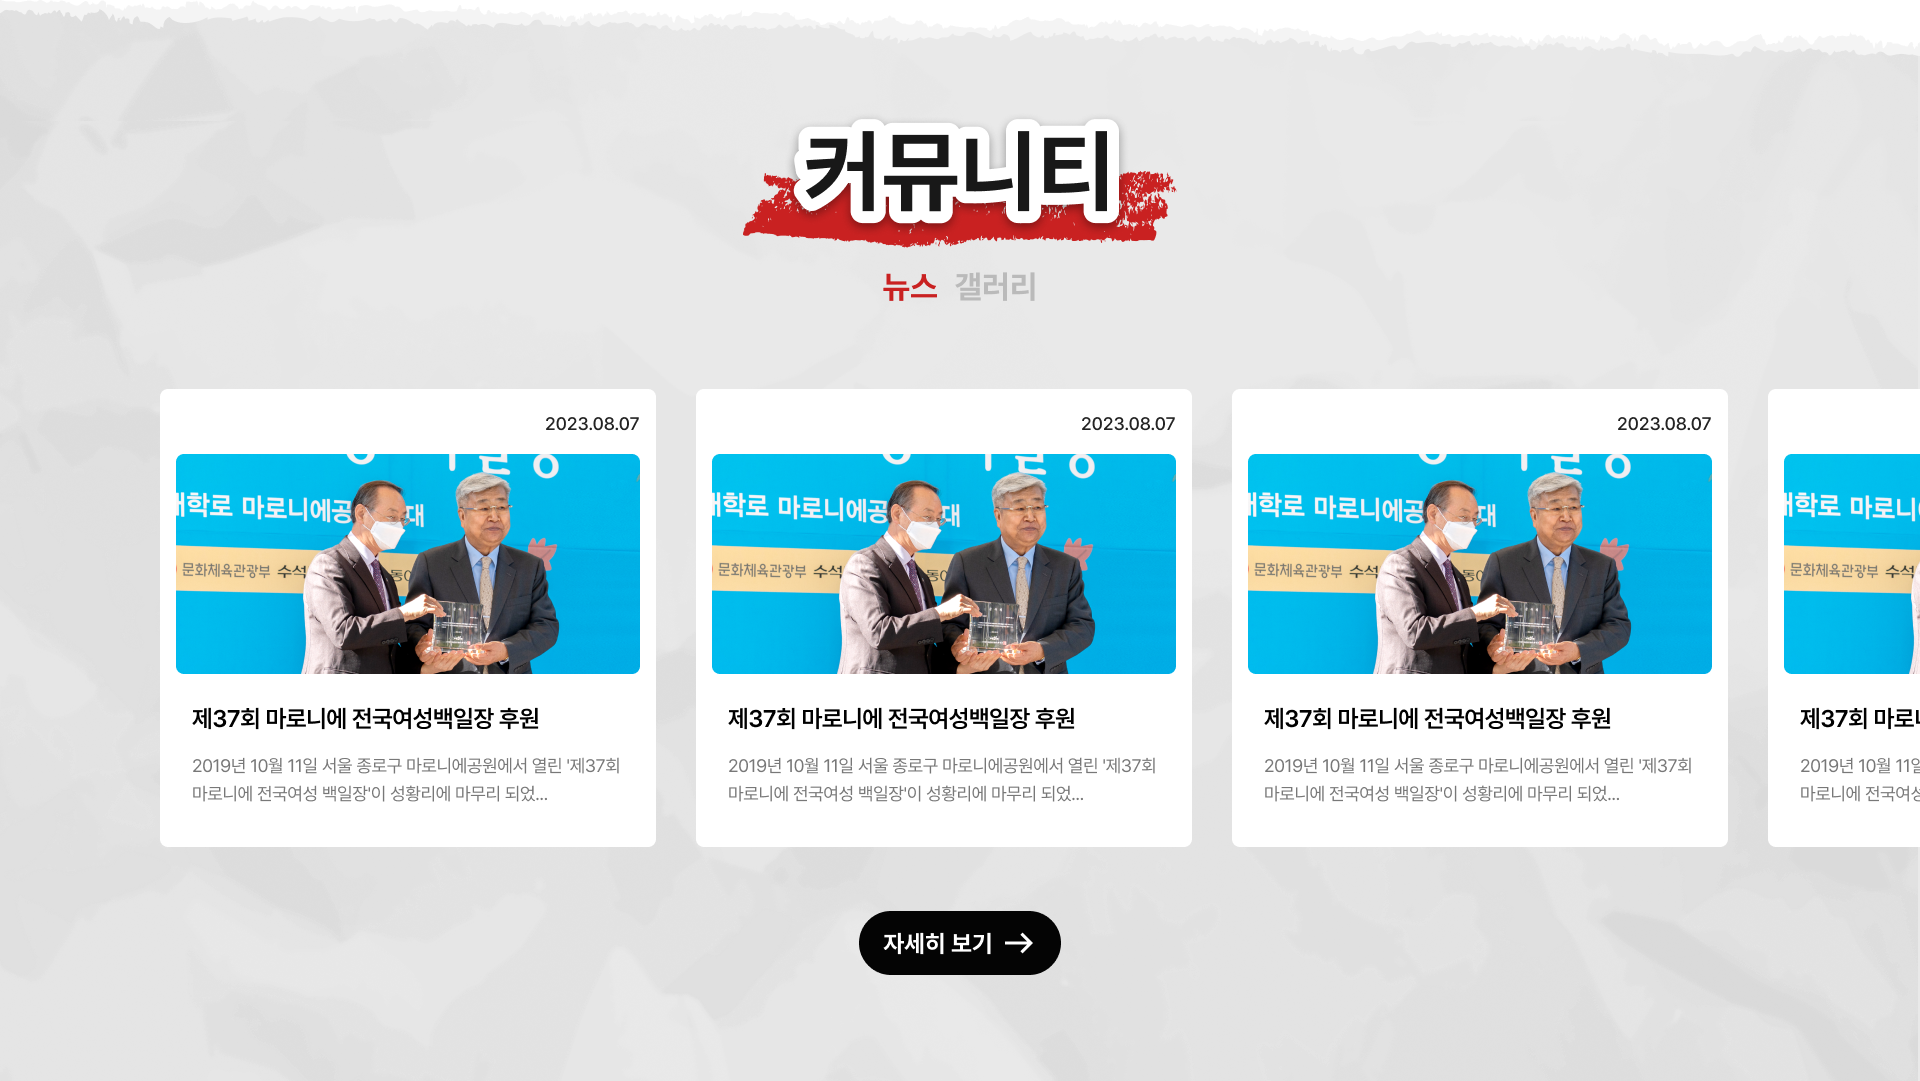 커뮤니티
뉴스 갤러리
2023.08.07
대학로 마로니에공 대
문화체육관광부 수석
제37회 마로니에 전국여성백일장 후원
2019년 10월 11일 서울 종로구 마로니에공원에서 열린 '제37회
마로니에 전국여성 백일장'이 성황리에 마무리 되었...
2023.08.07
대학로 마로니에공 대
문화체육관광부 수석
제37회 마로니에 전국여성백일장 후원
2019년 10월 11일 서울 종로구 마로니에공원에서 열린 '제37회
마로니에 전국여성 백일장'이 성황리에 마무리 되었...
2023.08.07
대학로 마로니에공 대
문화체육관광부 수석
제37회 마로니에 전국여성백일장 후원
2019년 10월 11일 서울 종로구 마로니에공원에서 열린 '제37회
마로니에 전국여성 백일장'이 성황리에 마무리 되었...
대학로 마로니
문화체육관광부 수석
제37회 마로니
2019년 10월 11일
마로니에 전국여성
자세히 보기